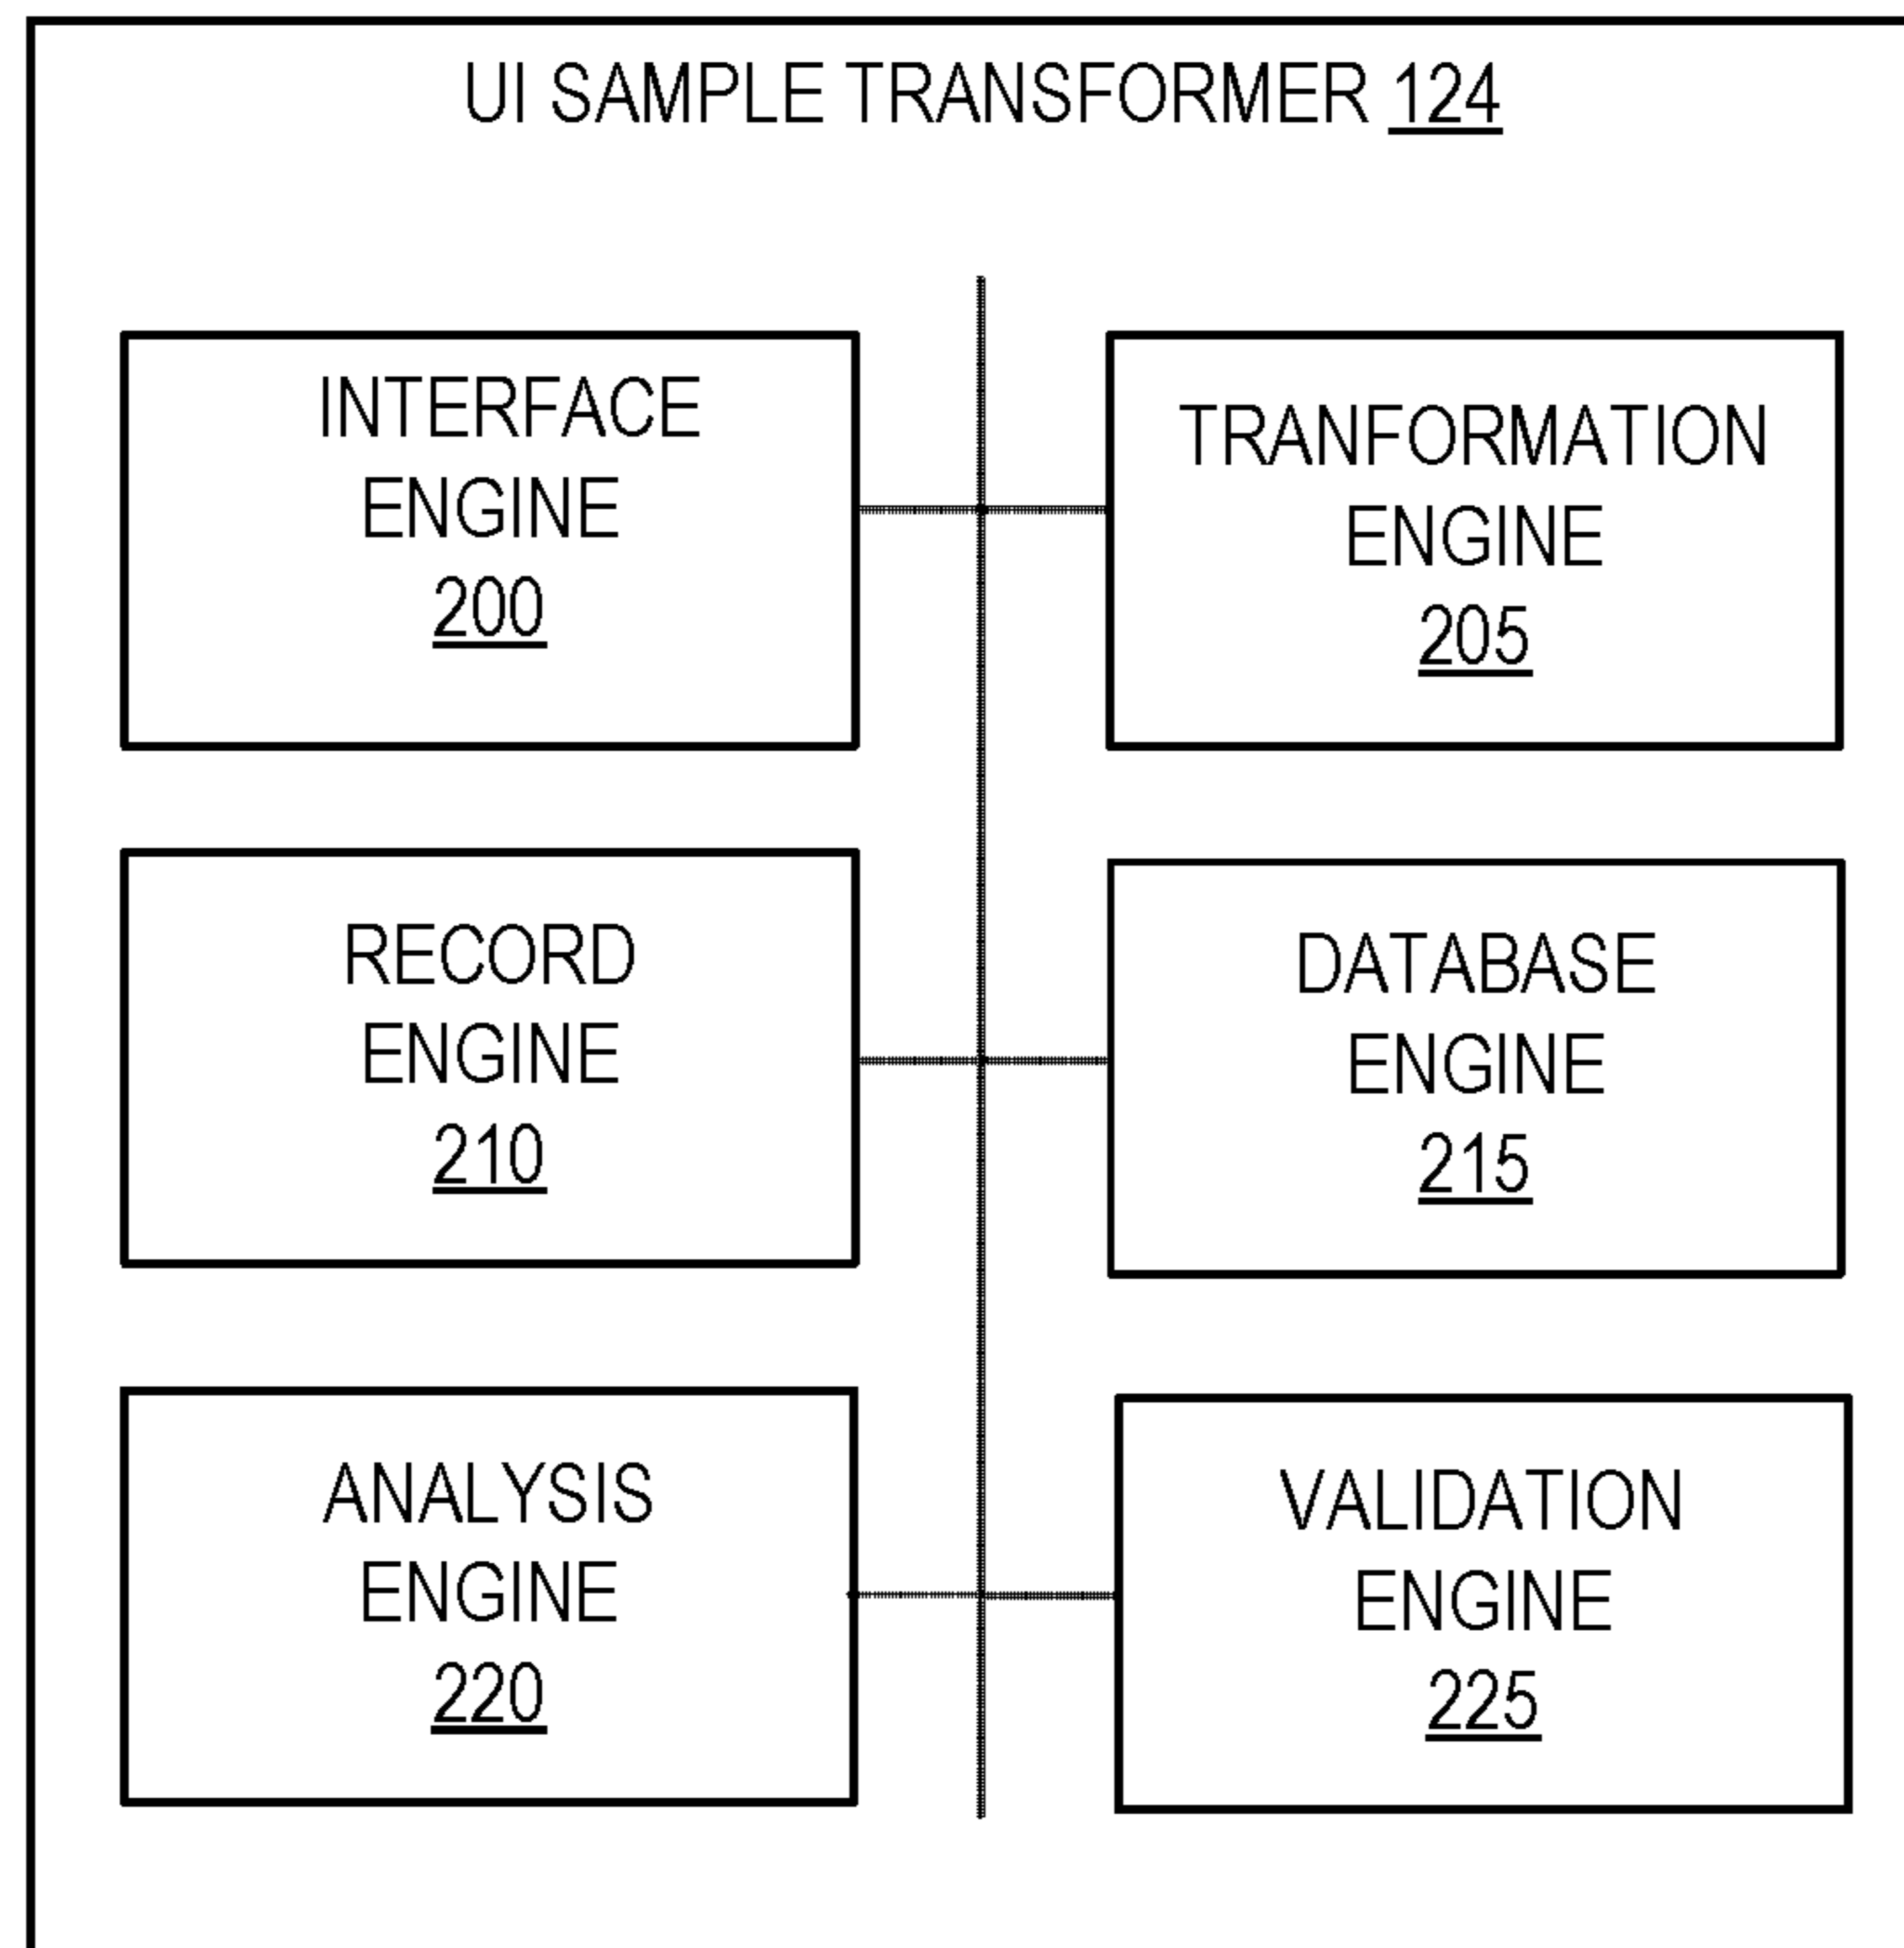 UI SAMPLE TRANSFORMER 124
INTERFACE
ENGINE
200
TRANFORMATION
ENGINE
205
RECORD
ENGINE
210
DATABASE
ENGINE
215
ANALYSIS
ENGINE
220
VALIDATION
ENGINE
225